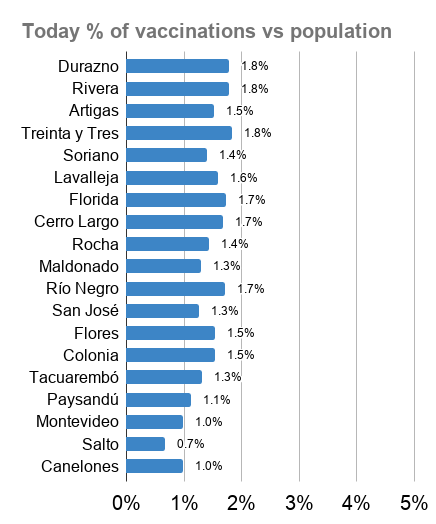 Today % of vaccinations vs population
Durazno 1.8%
Rivera 1.8%
Artigas 1.5%
Treinta y Tres 1.8%
Soriano 1.4%
Lavalleja 1.6%
Florida 1.7%
Cerro Largo 1.7%
Rocha 1.4%
Maldonado 1.3%
Río Negro 1.7%
San José 1.3%
Flores 1.5%
Colonia 1.5%
Tacuarembó 1.3%
Paysandú 1.1%
Montevideo 1.0%
Salto 0.7%
Canelones 1.0%
0% 1% 2% 3% 4% 5%